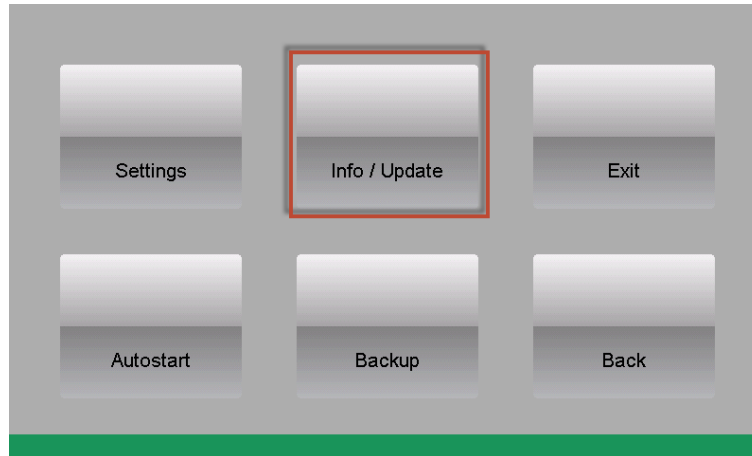 Settings
Info / Update
Exit
Autostart
Backup
Back